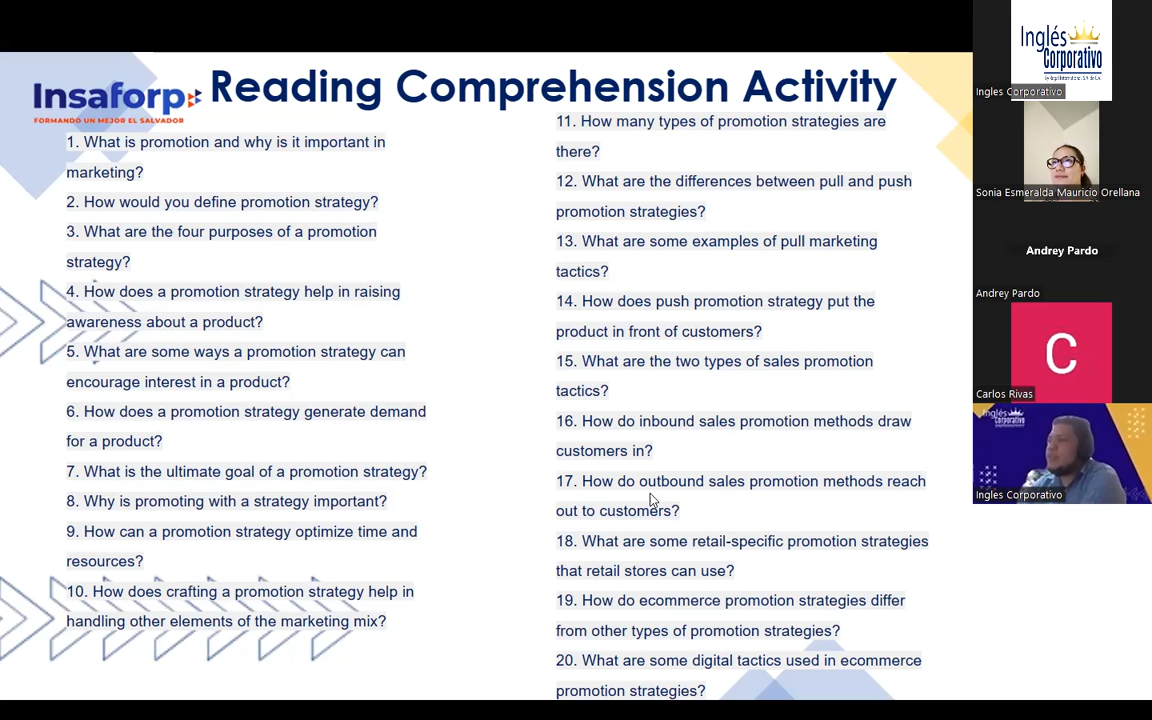 Insaforp
FORMANDO UN MEJOR EL SALVADOR
Reading Comprehension Activity
1. What is promotion and why is it important in
marketing?
2. How would you define promotion strategy?
3. What are the four purposes of a promotion
strategy?
4. How does a promotion strategy help in raising
awareness about a product?
5. What are some ways a promotion strategy can
encourage interest in a product?
6. How does a promotion strategy generate demand
for a product?
7. What is the ultimate goal of a promotion strategy?
8. Why is promoting with a strategy important?
9. How can a promotion strategy optimize time and
resources?
10. How does crafting a promotion strategy help in
handling other elements of the marketing mix?
11. How many types of promotion strategies are
there?
12. What are the differences between pull and push
promotion strategies?
13. What are some examples of pull marketing
tactics?
14. How does push promotion strategy put the
product in front of customers?
15. What are the two types of sales promotion
tactics?
16. How do inbound sales promotion methods draw
customers in?
17. How do outbound sales promotion methods reach
out to customers?
18. What are some retail-specific promotion strategies
that retail stores can use?
19. How do ecommerce promotion strategies differ
from other types of promotion strategies?
20. What are some digital tactics used in ecommerce
promotion strategies?
Inglés
Corporativo
Ingles Corporativo
Sonia Esmeralda Mauricio Orellana
Andrey Pardo
Andrey Pardo
C
Carlos Rivas
Inglés
Corporativo
Ingles Corporativo